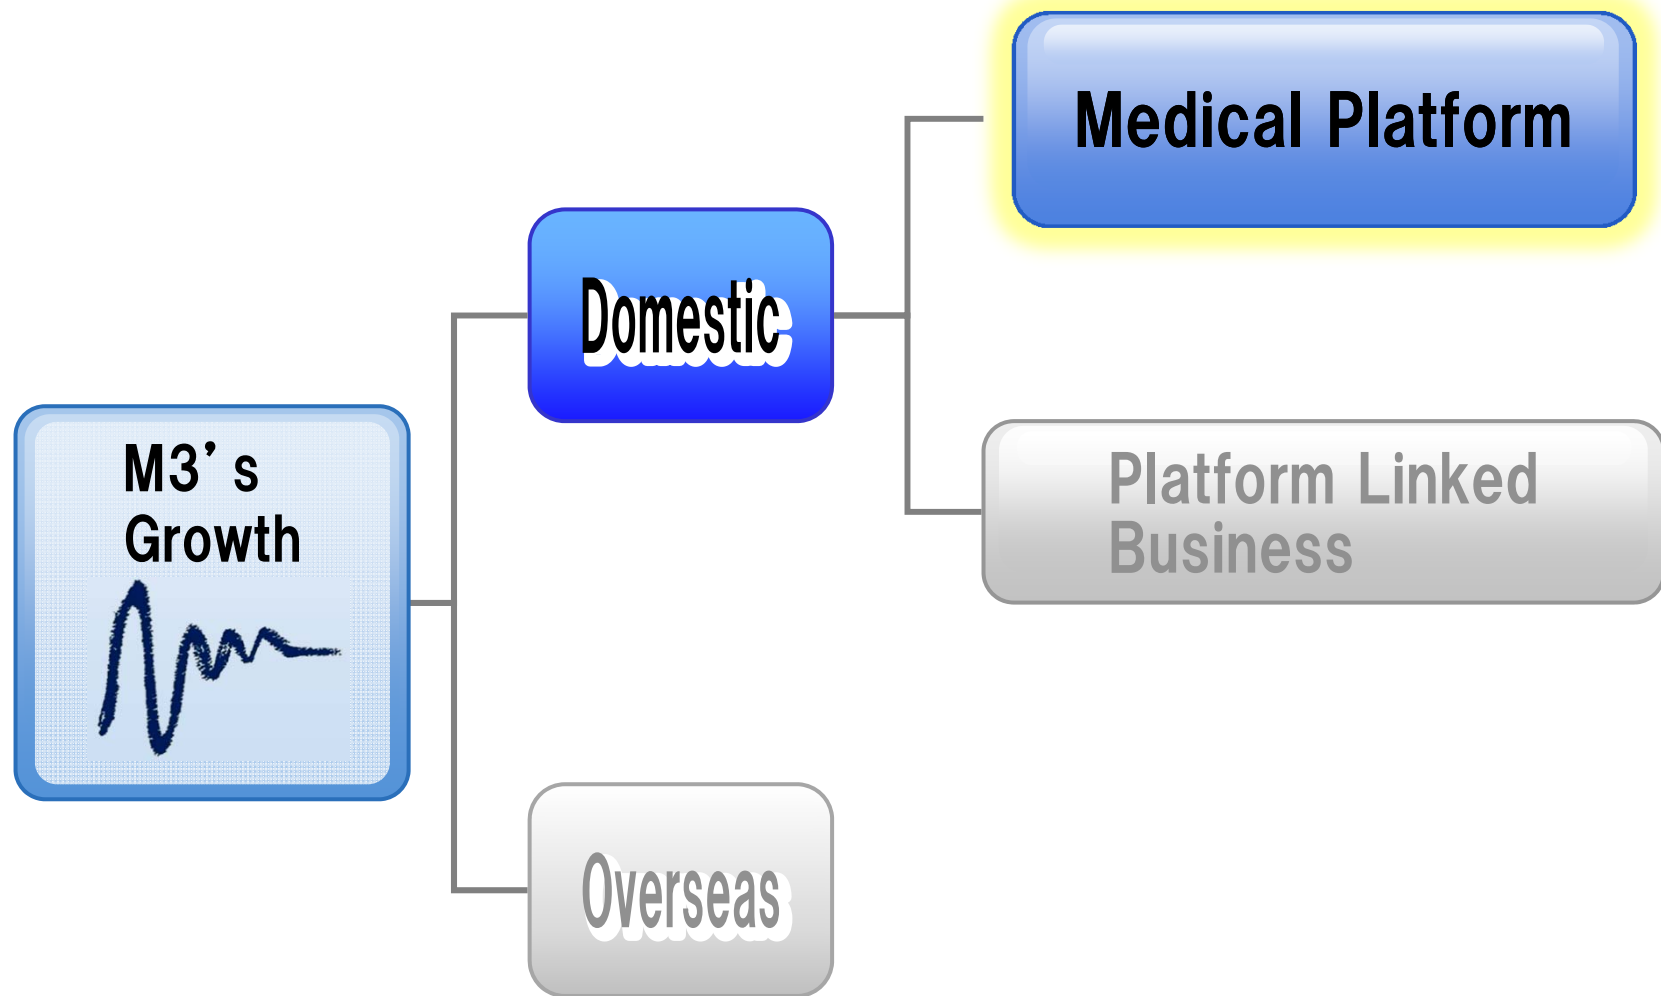 Medical Platform
Domestic
M3’s
Growth
Platform Linked
Business
Overseas